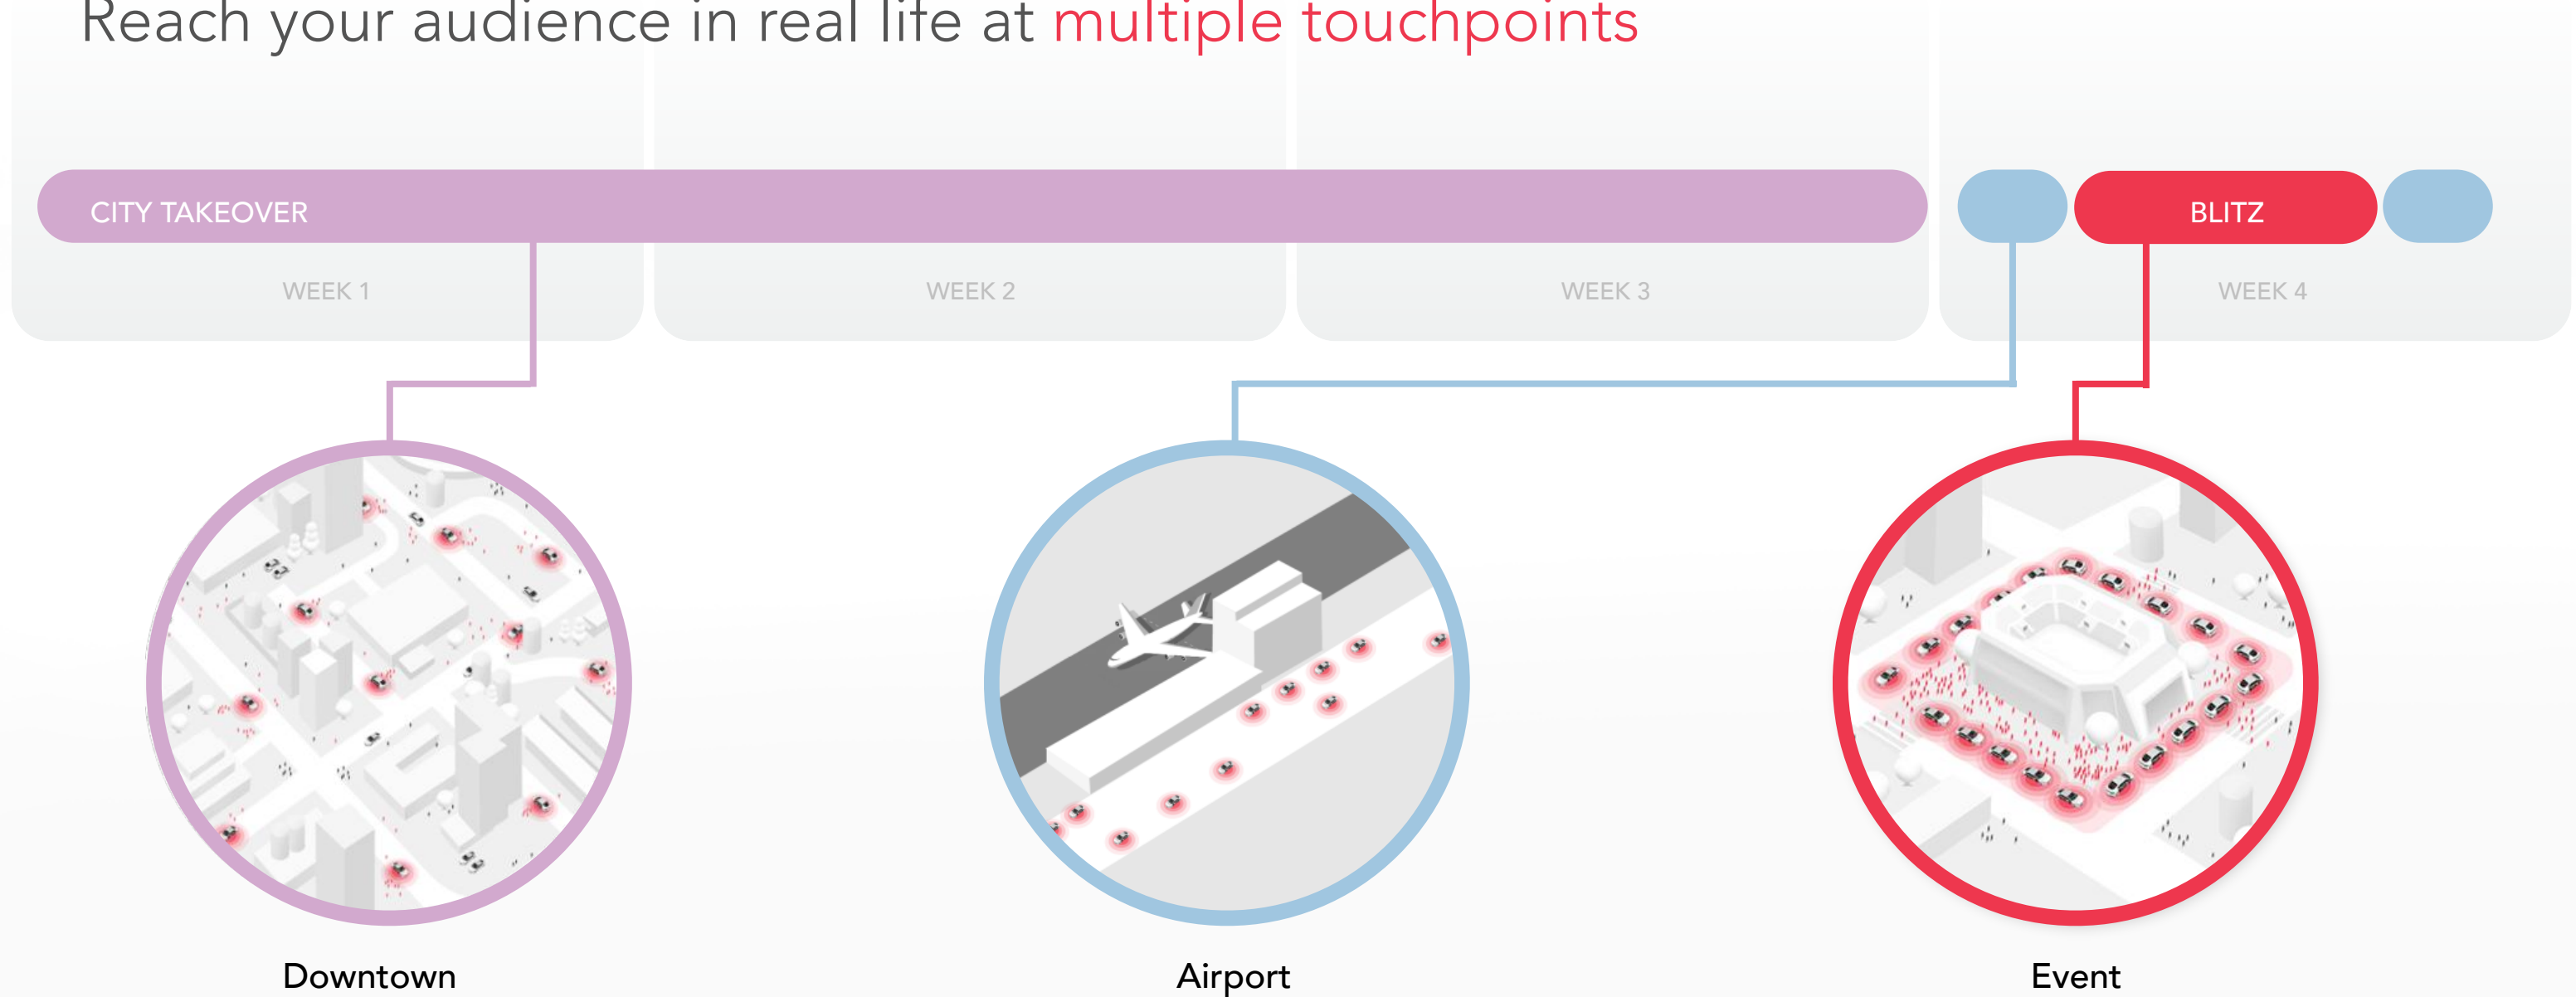 Reach your audience in real life at multiple touchpoints
CITY TAKEOVER
BLITZ
WEEK 1
WEEK 2
WEEK 3
WEEK 4
Downtown
Airport
Event